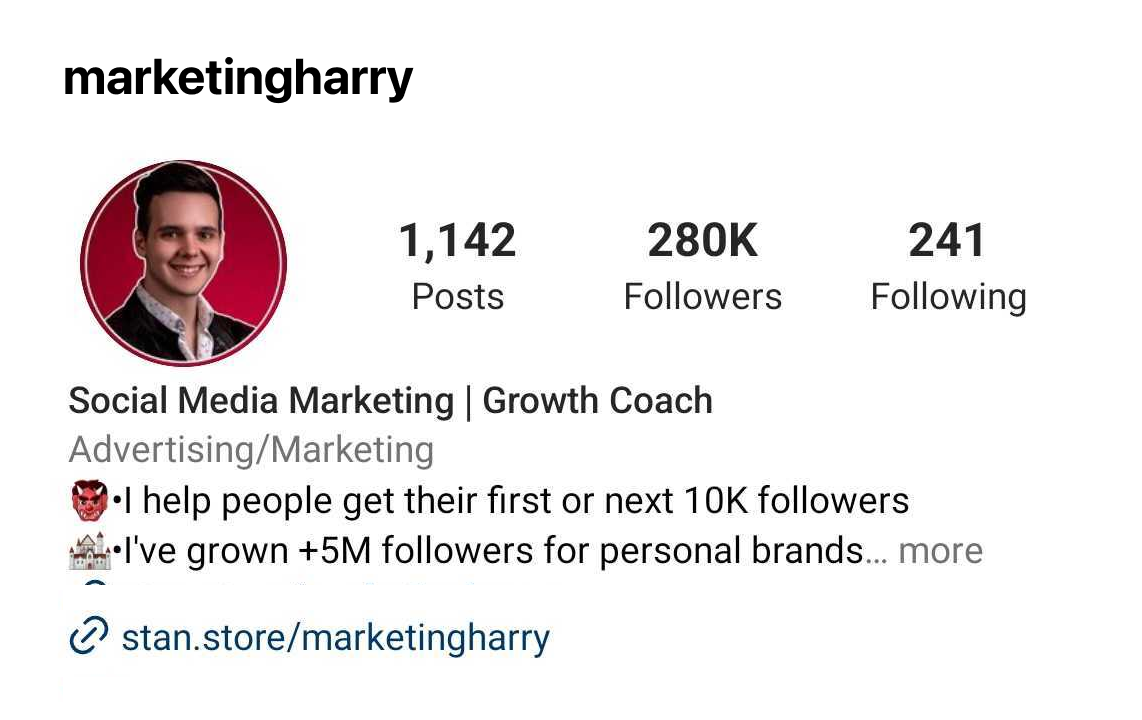 marketingharry
1,142 280K 241
Posts Followers Following
Social Media Marketing | Growth Coach
Advertising/Marketing
👹•I help people get their first or next 10K followers
🏰•I've grown +5M followers for personal brands... more
stan.store/marketingharry